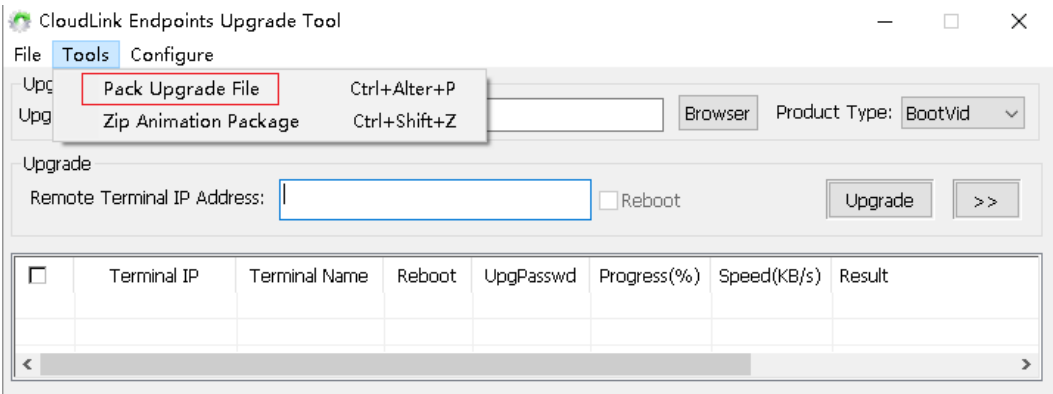 CloudLink Endpoints Upgrade Tool
File Tools Configure
Upg
Pack Upgrade File Ctrl+Alter+P
Upg
Zip Animation Package Ctrl+Shift+Z
Browser Product Type: BootVid
Upgrade
Remote Terminal IP Address: Reboot Upgrade >>
Terminal IP Terminal Name Reboot UpgPasswd Progress(%) Speed(KB/s) Result